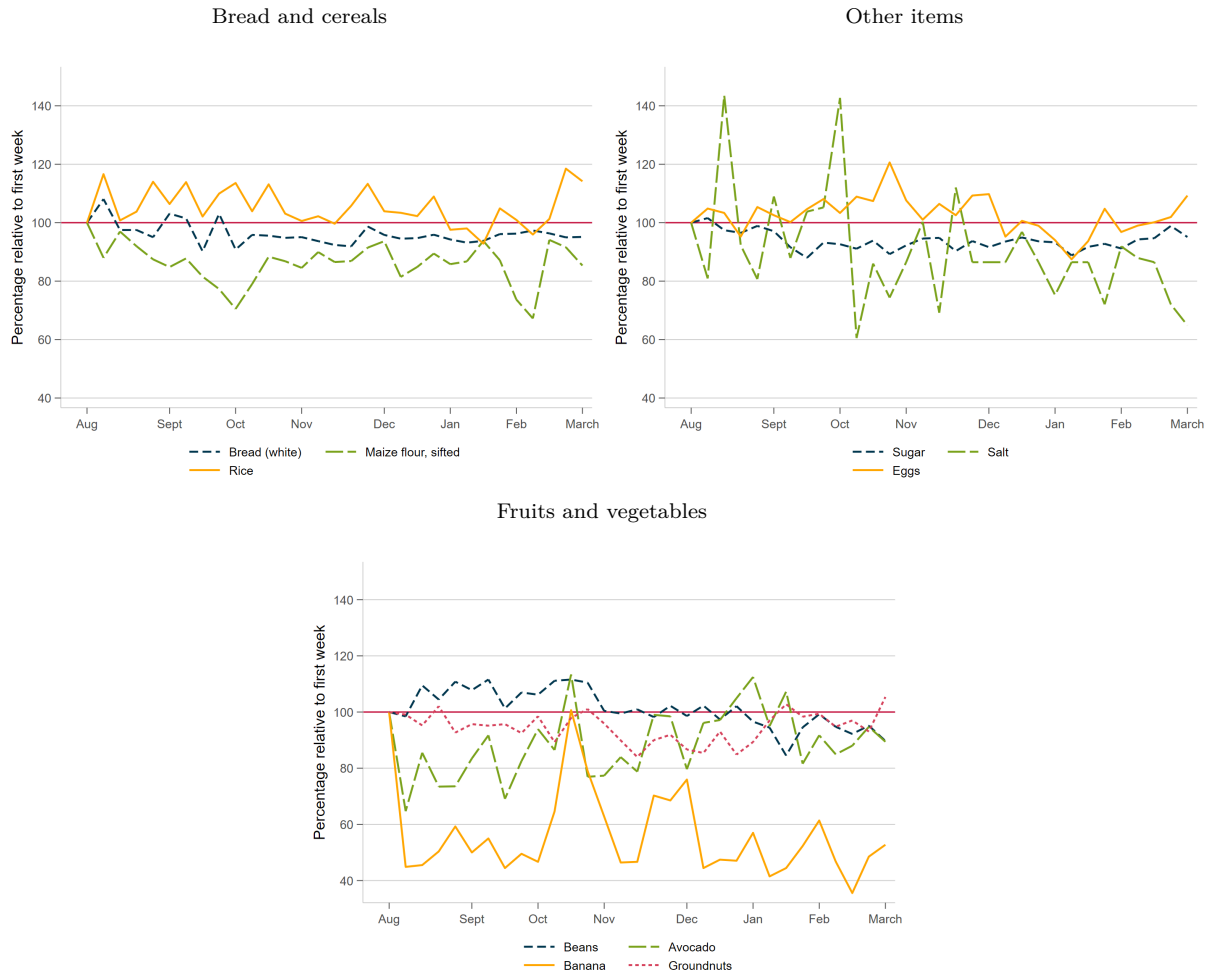 Bread and cereals
Percentage relative to first week
140
120
100
80
60
40
Aug Sept Oct Nov Dec Jan Feb March
Bread (white) Maize flour, sifted
Rice
Other items
Percentage relative to first week
140
120
100
80
60
40
Aug Sept Oct Nov Dec Jan Feb March
Sugar Salt
Eggs
Fruits and vegetables
Percentage relative to first week
140
120
100
80
60
40
Aug Sept Oct Nov Dec Jan Feb March
Beans Avocado
Banana Groundnuts